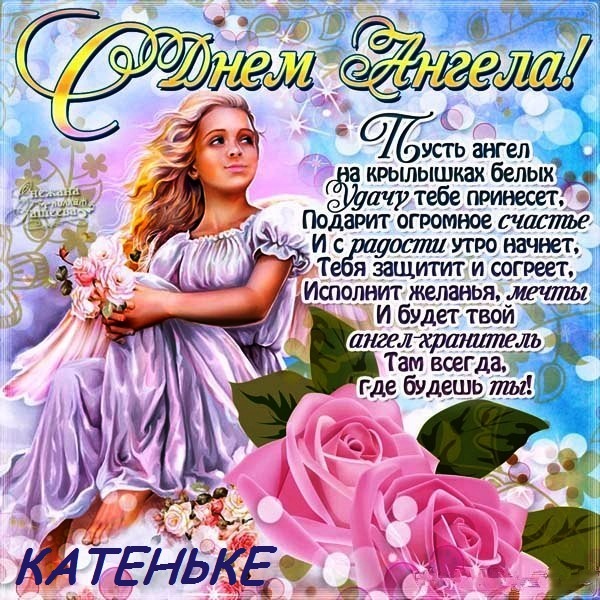 С Днем Ангела!
Пусть ангел
на крылышках белых
Удачу тебе принесет,
Подарит огромное счастье
И с радости утро начнет,
Тебя защитит и согреет,
Исполнит желанья, мечты
И будет твой
ангел-хранитель
Там всегда,
где будешь ты!
Снежана
КАТЕНЬКЕ